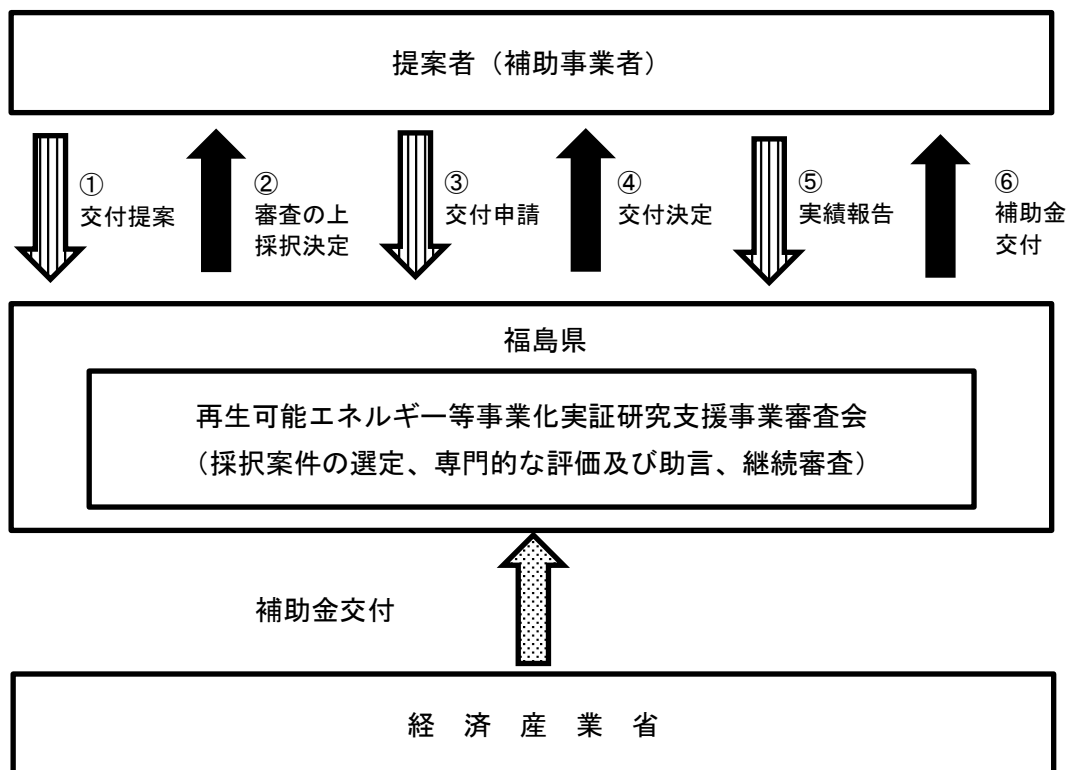 提案者（補助事業者）
①
交付提案
②
審査の上
採択決定
③
交付申請
④
交付決定
⑤
実績報告
⑥
補助金
交付
福島県
再生可能エネルギー等事業化実証研究支援事業審査会
（採択案件の選定、専門的な評価及び助言、継続審査）
補助金交付
経　済　産　業　省